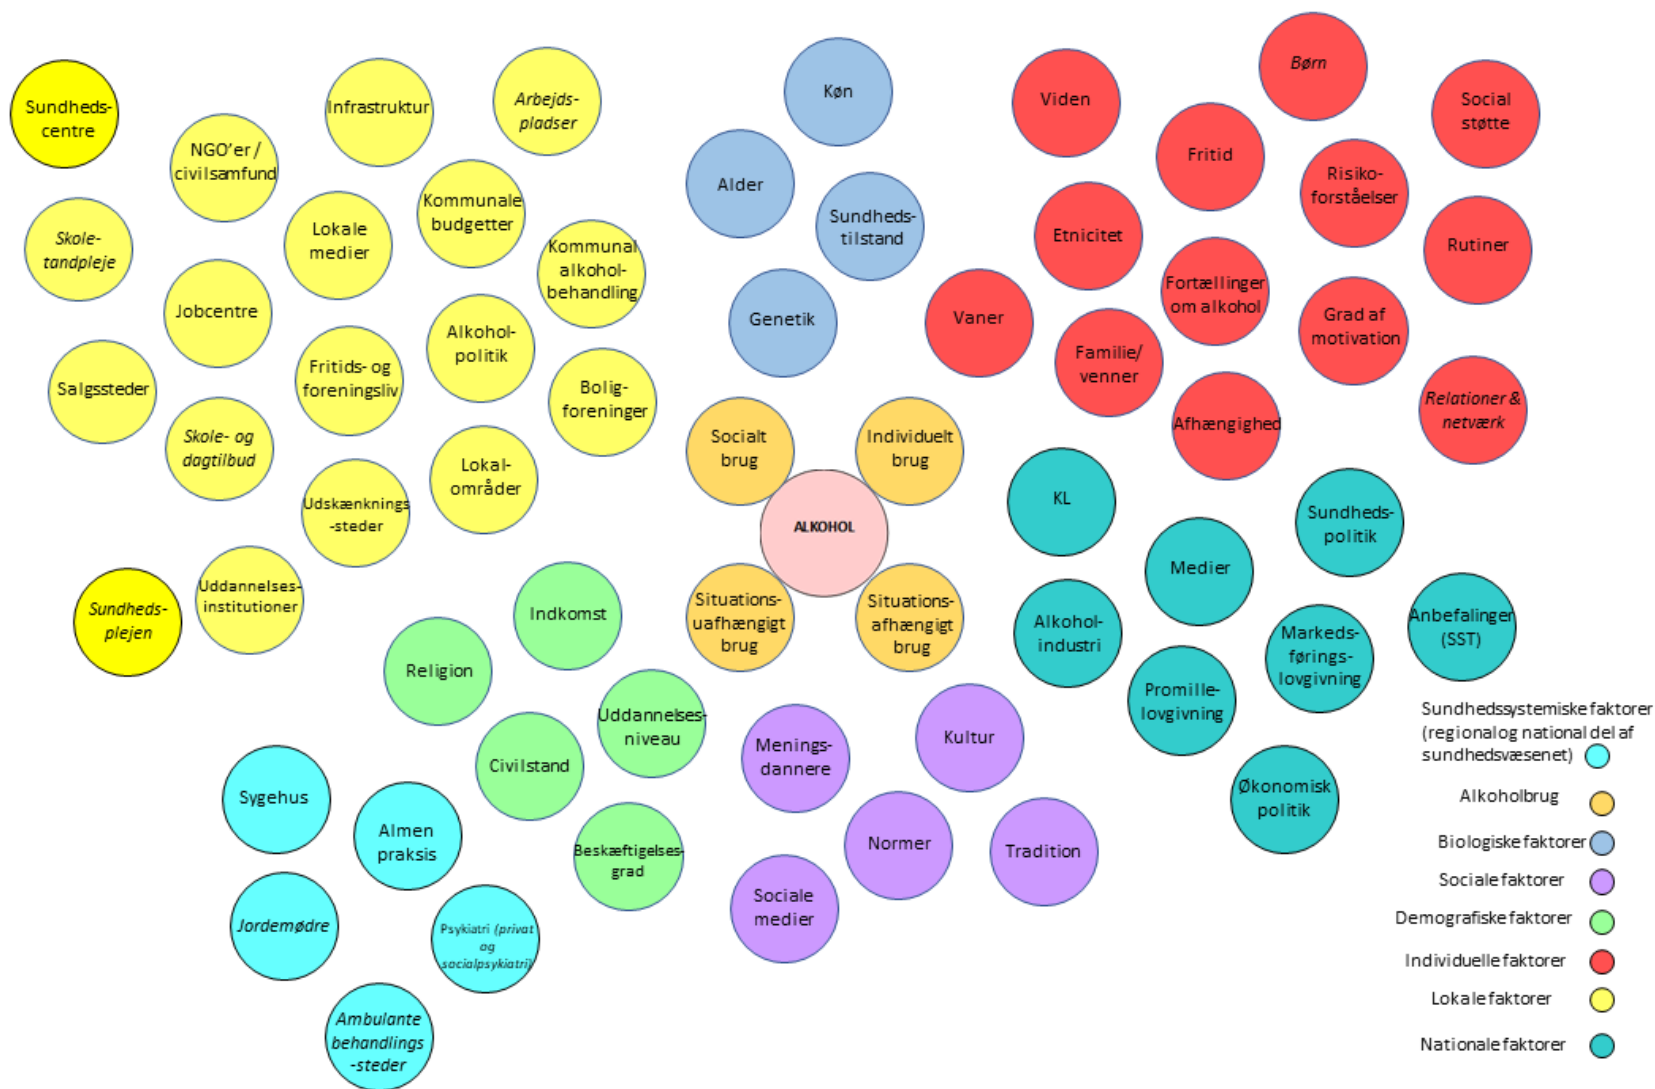 Sundheds-
centre
NGO'er /
civilsamfund
Infrastruktur
Arbejds-
pladser
Skole-
tandpleje
Lokale
medier
Kommunale
budgetter
Kommunal
alkohol-
behandling
Jobcentre
Salgssteder
Fritids- og
foreningsliv
Alkohol-
politik
Bolig-
foreninger
Skole- og
dagtilbud
Udskænknings
-steder
Lokal-
områder
Sundheds-
plejen
Uddannelses-
institutioner
Køn
Alder
Sundheds-
tilstand
Genetik
Viden
Børn
Social
støtte
Fritid
Risiko-
forståelser
Etnicitet
Rutiner
Vaner
Fortællinger
om alkohol
Grad af
motivation
Familie/
venner
Afhængighed
Relationer &
netværk
Socialt
brug
Individuelt
brug
ALKOHOL
Situations-
uafhængigt
brug
Situations-
afhængigt
brug
KL
Sundheds-
politik
Medier
Alkohol-
industri
Markeds-
førings-
lovgivning
Anbefalinger
(SST)
Promille-
lovgivning
Økonomisk
politik
Indkomst
Religion
Uddannelses-
niveau
Civilstand
Beskæftigelses-
grad
Menings-
dannere
Kultur
Normer
Tradition
Sociale
medier
Sygehus
Almen
praksis
Jordemødre
Psykiatri (privat
og
socialpsykiatri)
Ambulante
behandlings
-steder
Sundhedssystemiske faktorer
(regional og national del af
sundhedsvæsenet)
Alkoholbrug
Biologiske faktorer
Sociale faktorer
Demografiske faktorer
Individuelle faktorer
Lokale faktorer
Nationale faktorer